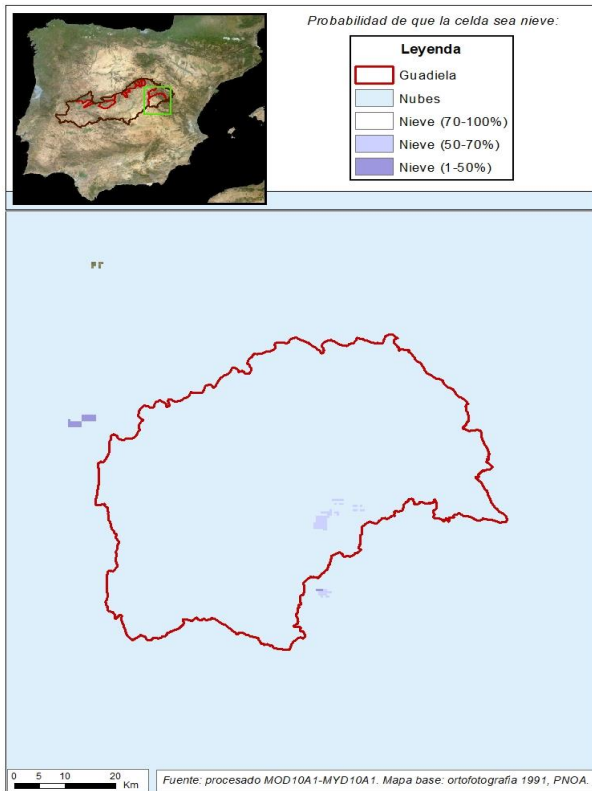 Probabilidad de que la celda sea nieve:
Leyenda
Guadiela
Nubes
Nieve (70-100%)
Nieve (50-70%)
Nieve (1-50%)
0 5 10 20
Km
Fuente: procesado MOD10A1-MYD10A1. Mapa base: ortofotografía 1991, PNOA.